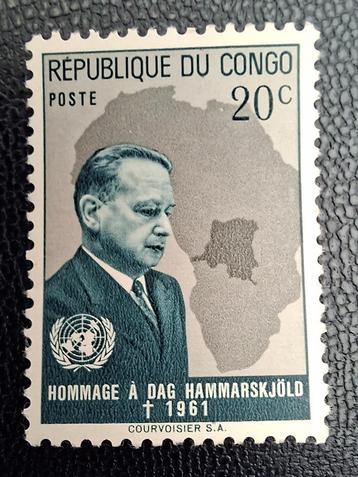 RÉPUBLIQUE DU CONGO
POSTE 20C
HOMMAGE À DAG HAMMARSKJÖLD
† 1961
COURVOISIER S.A.